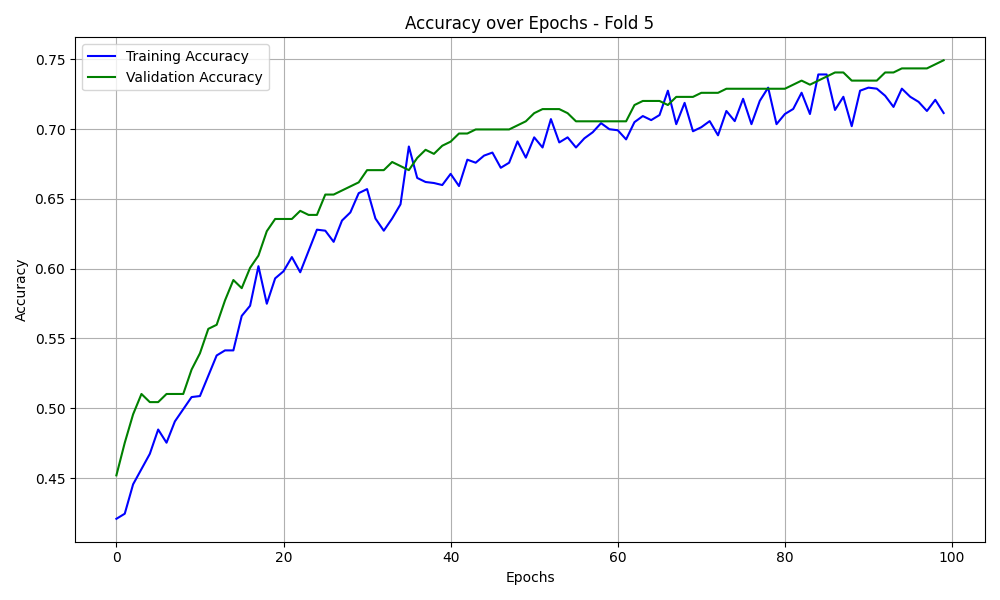 Accuracy over Epochs - Fold 5
Training Accuracy
Validation Accuracy
0.75
0.70
0.65
0.60
0.55
0.50
0.45
Accuracy
0 20 40 60 80 100
Epochs